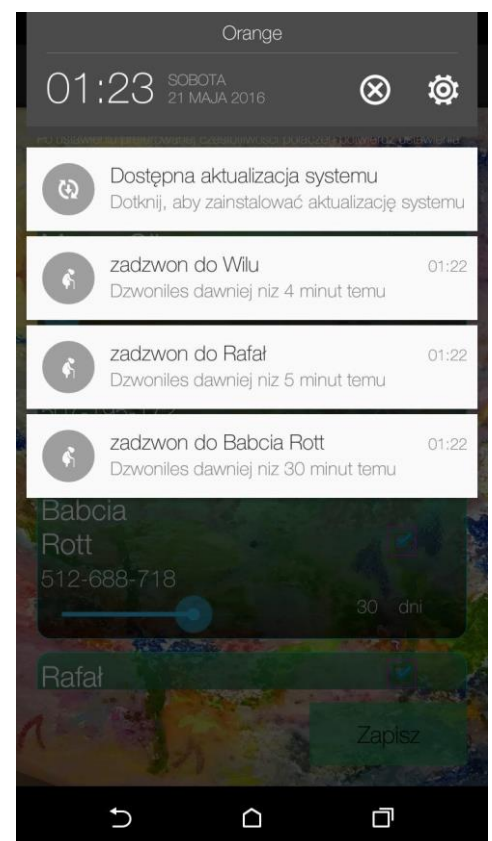 Orange
01:23 SOBOTA
21 MAJA 2016
Dostępna aktualizacja systemu
Dotknij, aby zainstalować aktualizację systemu
zadzwon do Wilu 01:22
Dzwoniles dawniej niz 4 minut temu
zadzwon do Rafał 01:22
Dzwoniles dawniej niz 5 minut temu
zadzwon do Babcia Rott 01:22
Dzwoniles dawniej niz 30 minut temu
Babcia
Rott
512-688-718
30 dni
Rafał
Zapisz